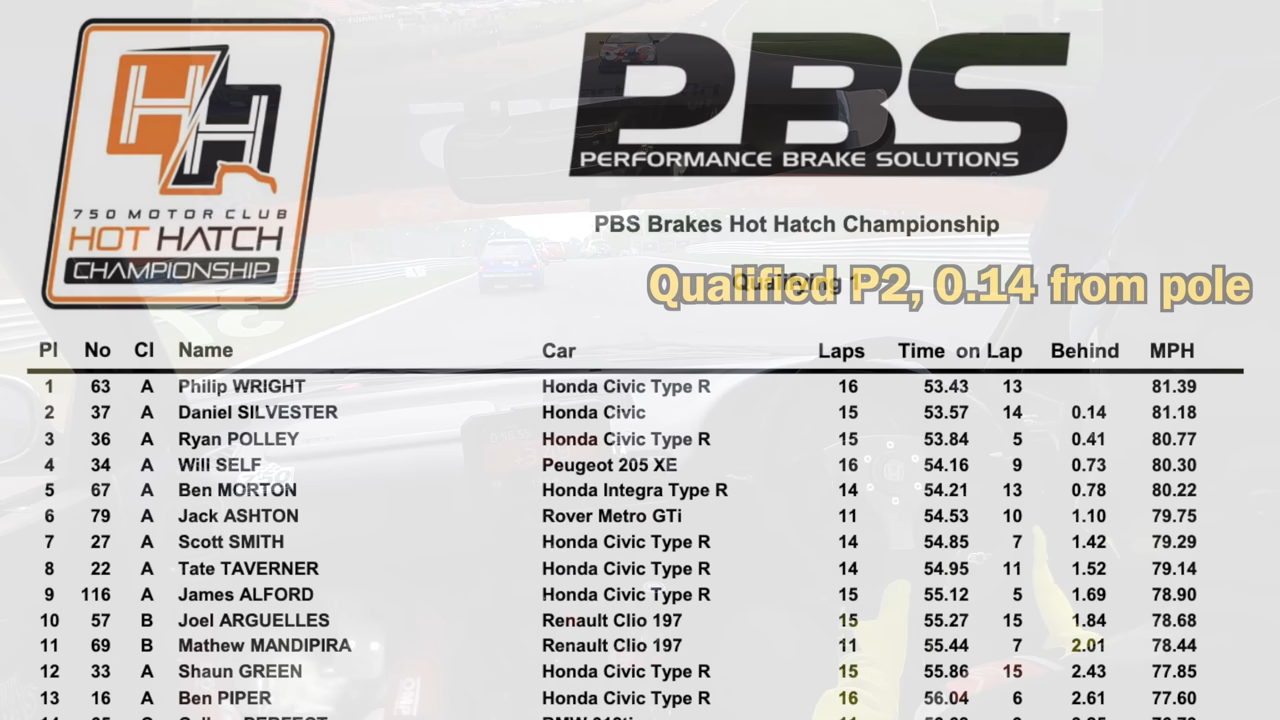 PBS
PERFORMANCE BRAKE SOLUTIONS
HH
750 MOTOR CLUB
HOT HATCH
CHAMPIONSHIP
PBS Brakes Hot Hatch Championship
Qualifying 1
Qualified P2, 0.14 from pole
Pl No Cl Name Car Laps Time on Lap Behind MPH
1 63 A Philip WRIGHT Honda Civic Type R 16 53.43 13 81.39
2 37 A Daniel SILVESTER Honda Civic 15 53.57 14 0.14 81.18
3 36 A Ryan POLLEY Honda Civic Type R 15 53.84 5 0.41 80.77
4 34 A Will SELF Peugeot 205 XE 16 54.16 9 0.73 80.30
5 67 A Ben MORTON Honda Integra Type R 14 54.21 13 0.78 80.22
6 79 A Jack ASHTON Rover Metro GTi 11 54.53 10 1.10 79.75
7 27 A Scott SMITH Honda Civic Type R 14 54.85 7 1.42 79.29
8 22 A Tate TAVERNER Honda Civic Type R 14 54.95 11 1.52 79.14
9 116 A James ALFORD Honda Civic Type R 15 55.12 5 1.69 78.90
10 57 B Joel ARGUELLES Renault Clio 197 15 55.27 15 1.84 78.68
11 69 B Mathew MANDIPIRA Renault Clio 197 11 55.44 7 2.01 78.44
12 33 A Shaun GREEN Honda Civic Type R 15 55.86 15 2.43 77.85
13 16 A Ben PIPER Honda Civic Type R 16 56.04 6 2.61 77.60